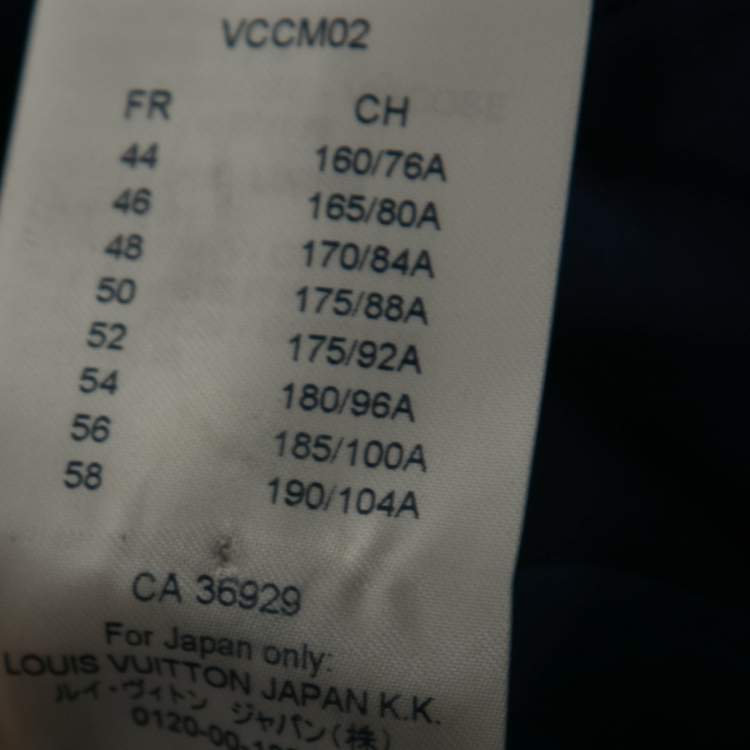 VCCM02
FR CH
44 160/76A
46 165/80A
48 170/84A
50 175/88A
52 175/92A
54 180/96A
56 185/100A
58 190/104A
CA 36929
For Japan only:
LOUIS VUITTON JAPAN K.K.
ルイ・ヴィトン ジャパン(株)
0120-00-